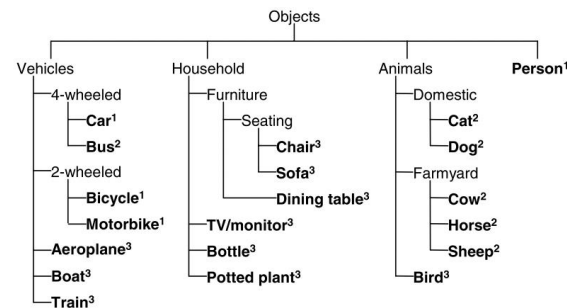 Objects
Vehicles Household Animals Person¹
4-wheeled Furniture Domestic
Car¹ Seating Cat²
Bus² Chair³ Dog²
2-wheeled Sofa³ Farmyard
Bicycle¹ Dining table³ Cow²
Motorbike¹ TV/monitor³ Horse²
Aeroplane³ Bottle³ Sheep²
Boat³ Potted plant³ Bird³
Train³